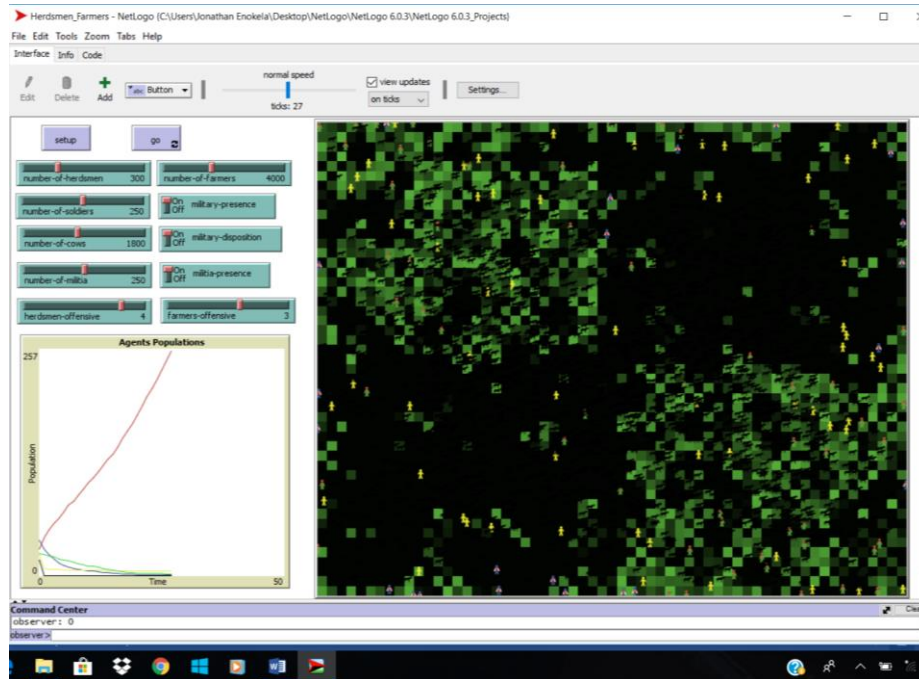 Herdsmen_Farmers - NetLogo {C:\Users\Jonathan Enokela\Desktop\NetLogo\NetLogo 6.0.3\NetLogo 6.0.3_Projects}
File Edit Tools Zoom Tabs Help
Interface Info Code
Edit Delete Add abc Button normal speed ticks: 27 view updates on ticks Settings...
setup go
number-of-herdsmen 300 number-of-farmers 4000
number-of-soldiers 250 On Off military-presence
number-of-cows 1800 On Off military-disposition
number-of-militia 250 On Off militia-presence
herdsmen-offensive 4 farmers-offensive 3
Agents Populations
257
Population
0
0 Time 50
Command Center Clea
observer: 0
observer>